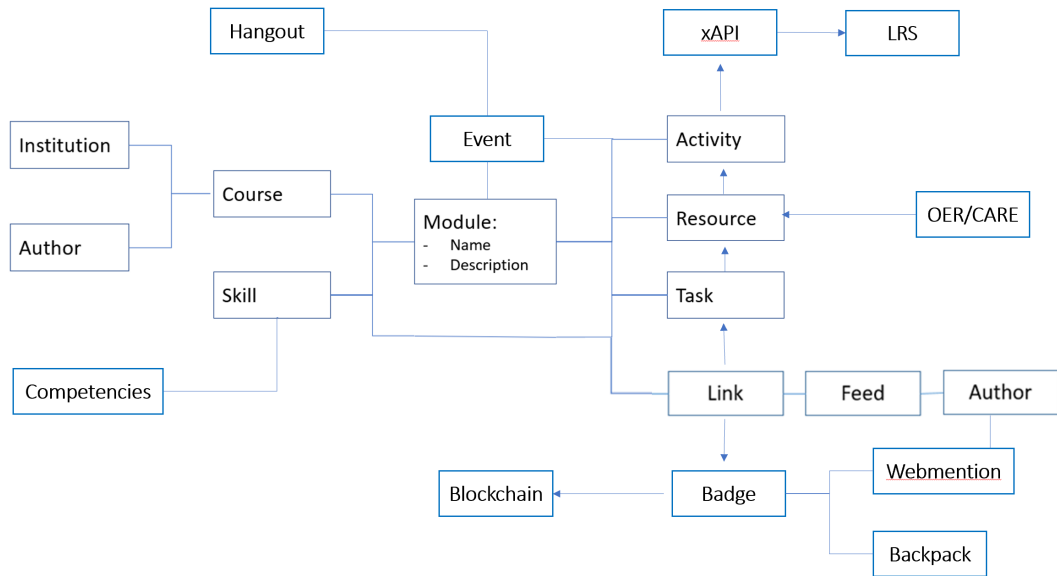 Hangout
xAPI
LRS
Institution
Event
Activity
Course
Module:
- Name
- Description
Resource
OER/CARE
Author
Skill
Task
Competencies
Link
Feed
Author
Webmention
Blockchain
Badge
Backpack